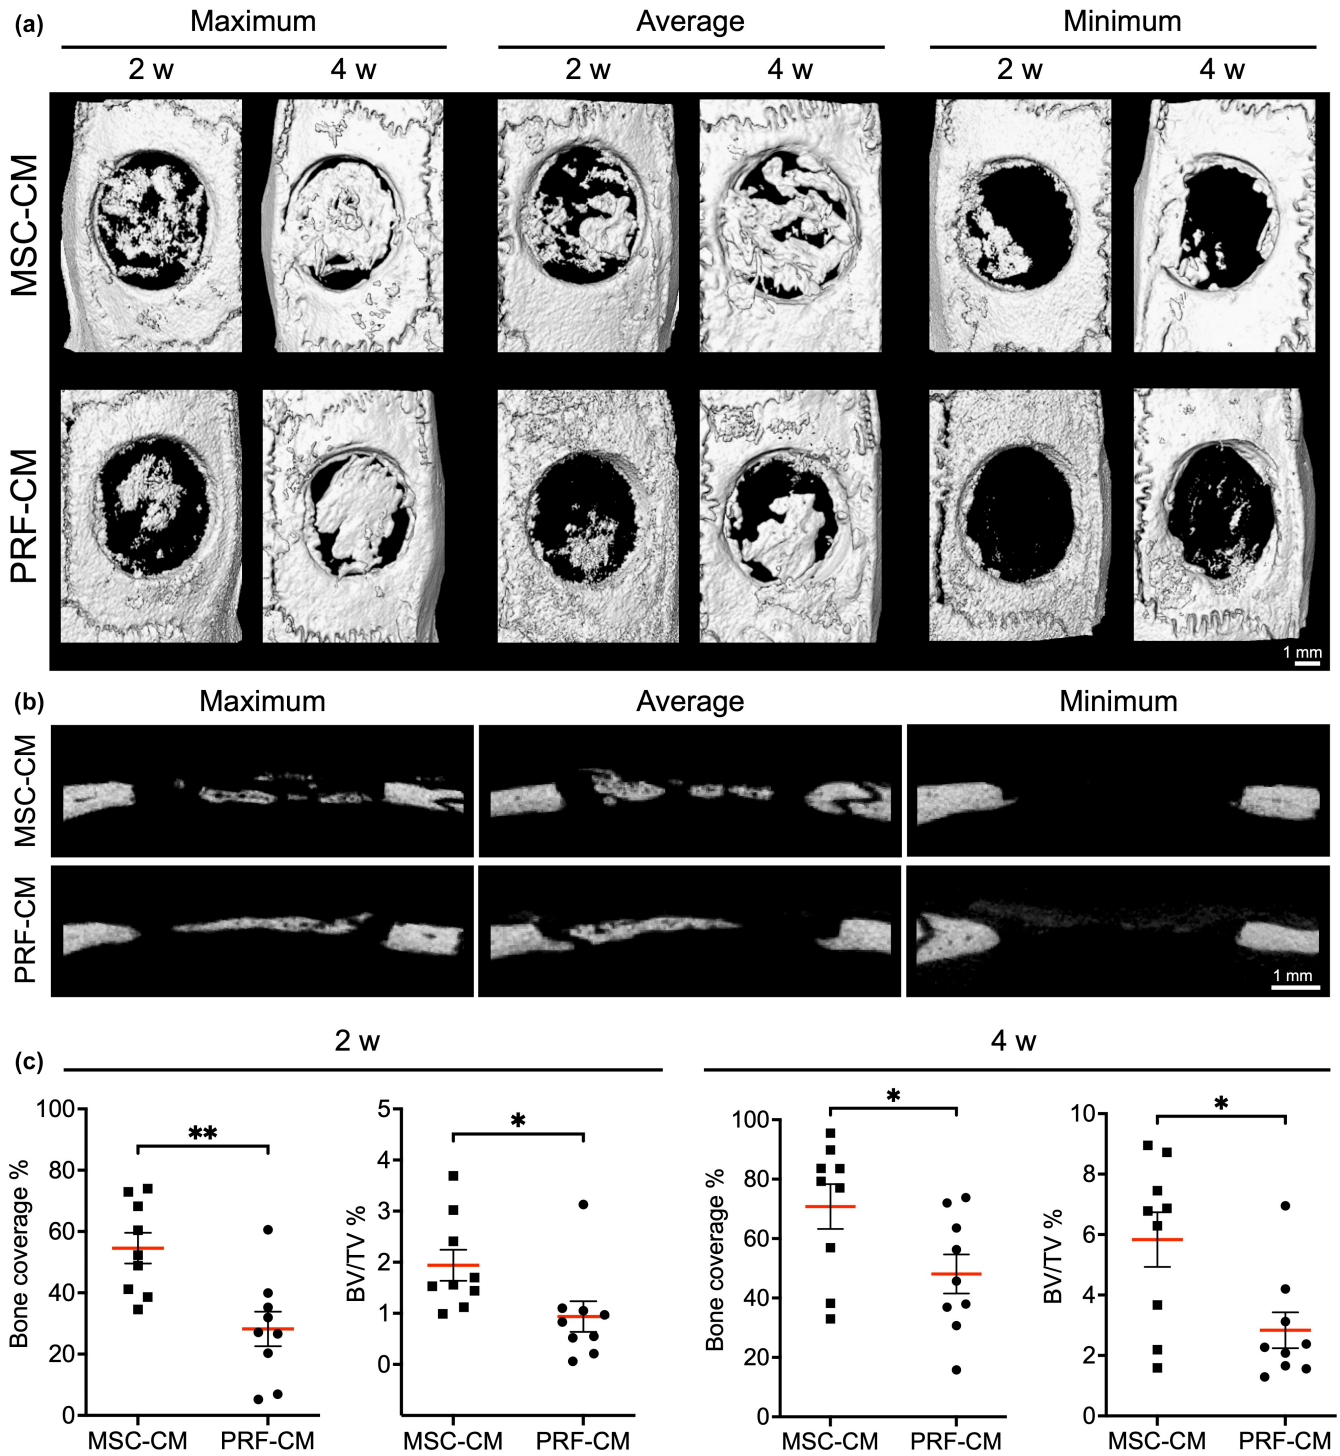 (a)
Maximum Average Minimum
2 w 4 w 2 w 4 w 2 w 4 w
MSC-CM
PRF-CM
1 mm
(b)
Maximum Average Minimum
MSC-CM
PRF-CM
1 mm
(c)
2 w 4 w
Bone coverage %
100
80
60
40
20
0
**
MSC-CM PRF-CM
BV/TV %
5
4
3
2
1
0
*
MSC-CM PRF-CM
Bone coverage %
100
80
60
40
20
0
*
MSC-CM PRF-CM
BV/TV %
10
8
6
4
2
0
*
MSC-CM PRF-CM